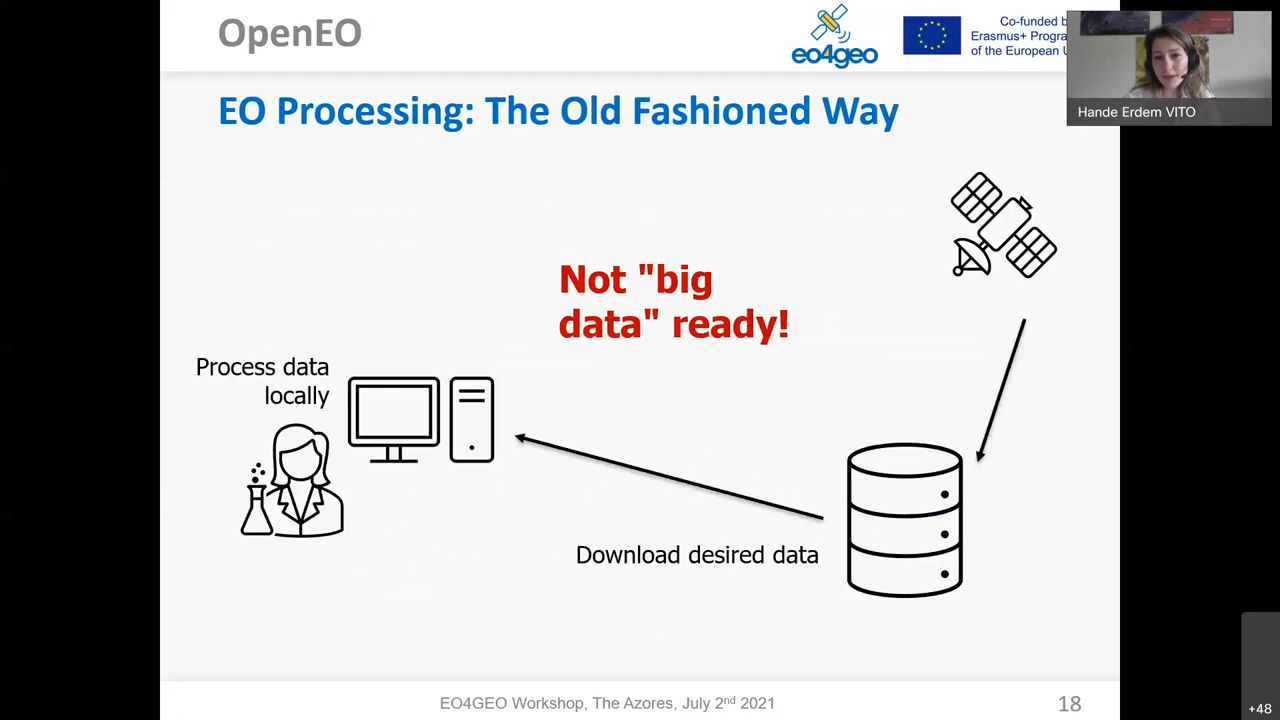 OpenEO
eo4geo
Co-funded b
Erasmus+ Progra
of the European U
Hande Erdem VITO
EO Processing: The Old Fashioned Way
Not "big
data" ready!
Process data
locally
Download desired data
EO4GEO Workshop, The Azores, July 2nd 2021
18
+48